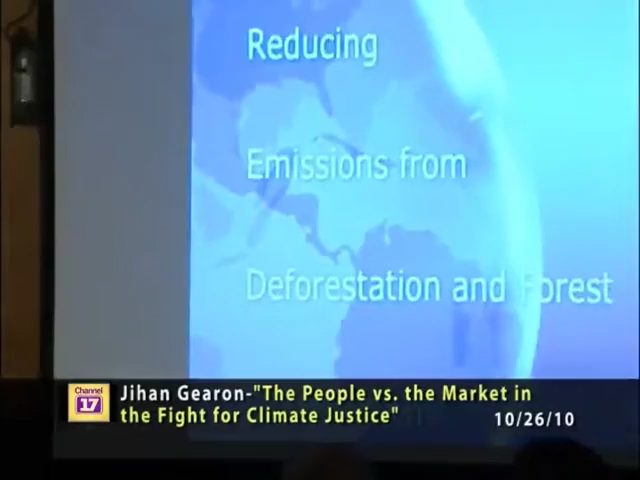 Reducing
Emissions from
Deforestation and Forest
Channel
17
Jihan Gearon-"The People vs. the Market in
the Fight for Climate Justice"
10/26/10